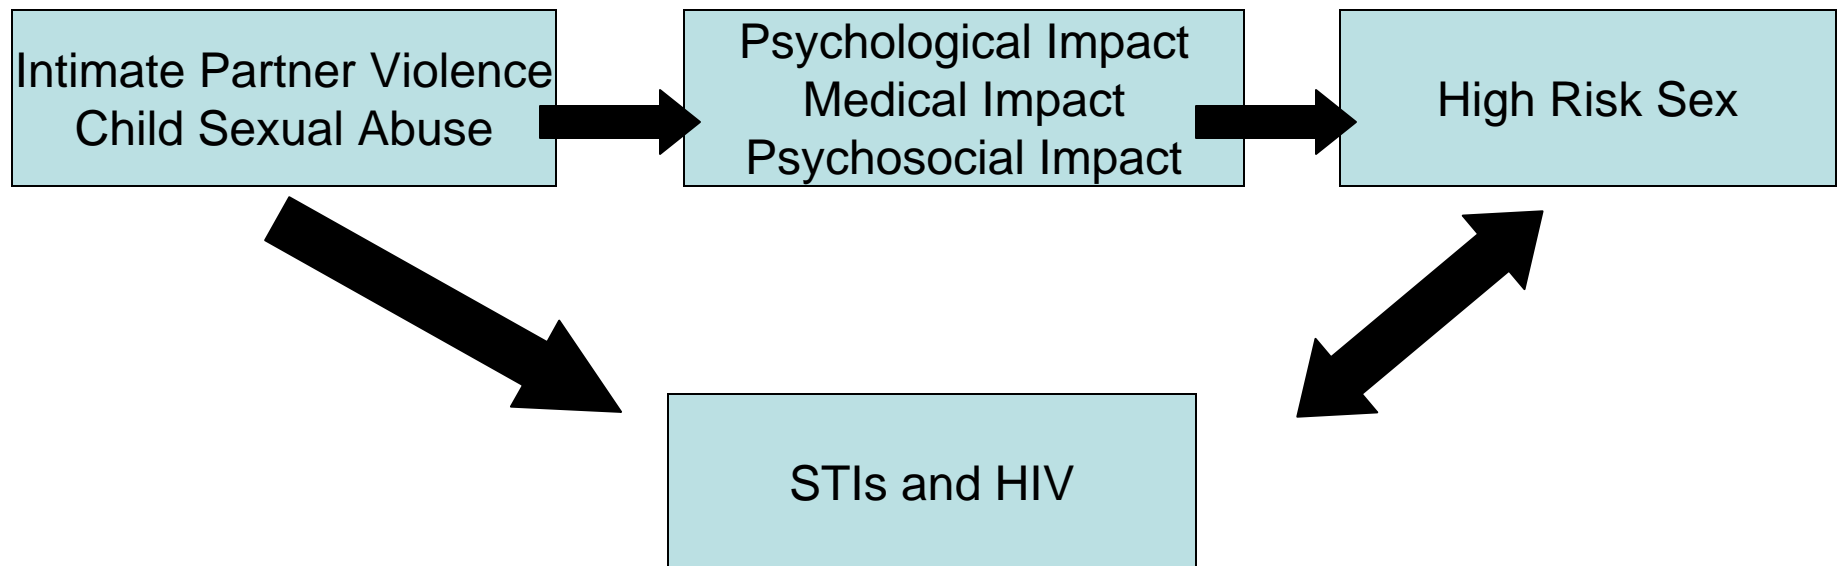 Intimate Partner Violence
Child Sexual Abuse
Psychological Impact
Medical Impact
Psychosocial Impact
High Risk Sex
STIs and HIV